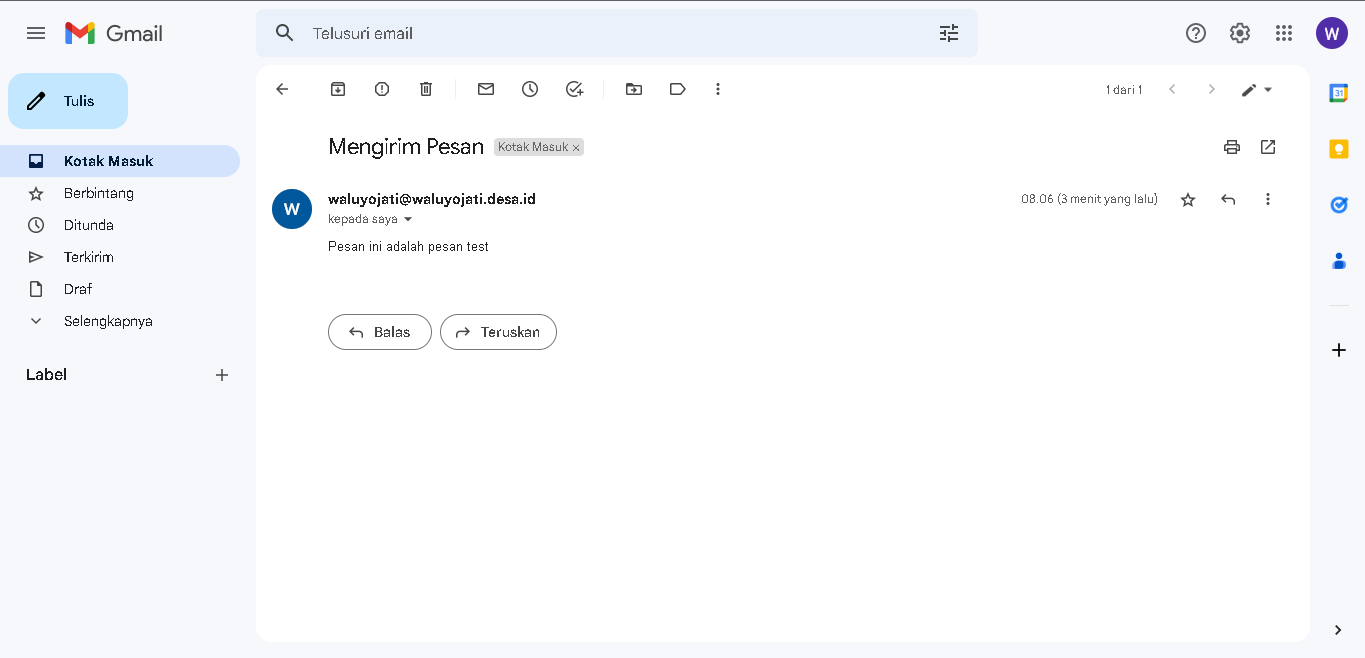 Gmail
Telusuri email
W
Tulis
1 dari 1
31
Kotak Masuk
Berbintang
Ditunda
Terkirim
Draf
Selengkapnya
Label
Mengirim Pesan Kotak Masuk ×
W
waluyojati@waluyojati.desa.id
08.06 (3 menit yang lalu)
kepada saya
Pesan ini adalah pesan test
Balas
Teruskan